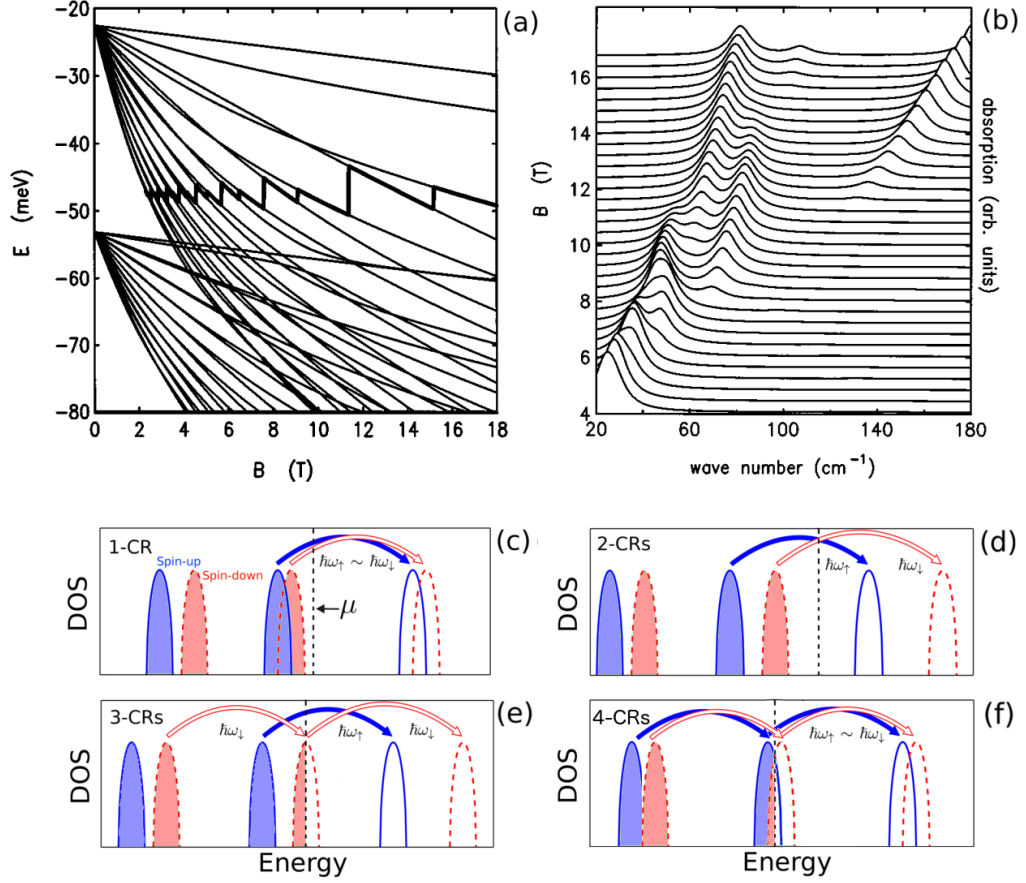 (a)
−20
−30
−40
−50
−60
−70
−80
E (meV)
0 2 4 6 8 10 12 14 16 18
B (T)
(b)
16
14
12
10
8
6
4
B (T)
absorption (arb. units)
20 60 100 140 180
wave number (cm⁻¹)
1-CR
(c)
Spin-up
Spin-down
ℏω↑ ~ ℏω↓
μ
DOS
2-CRs
(d)
ℏω↑
ℏω↓
DOS
3-CRs
(e)
ℏω↓
ℏω↑
ℏω↓
DOS
Energy
4-CRs
(f)
ℏω↑ ~ ℏω↓
DOS
Energy